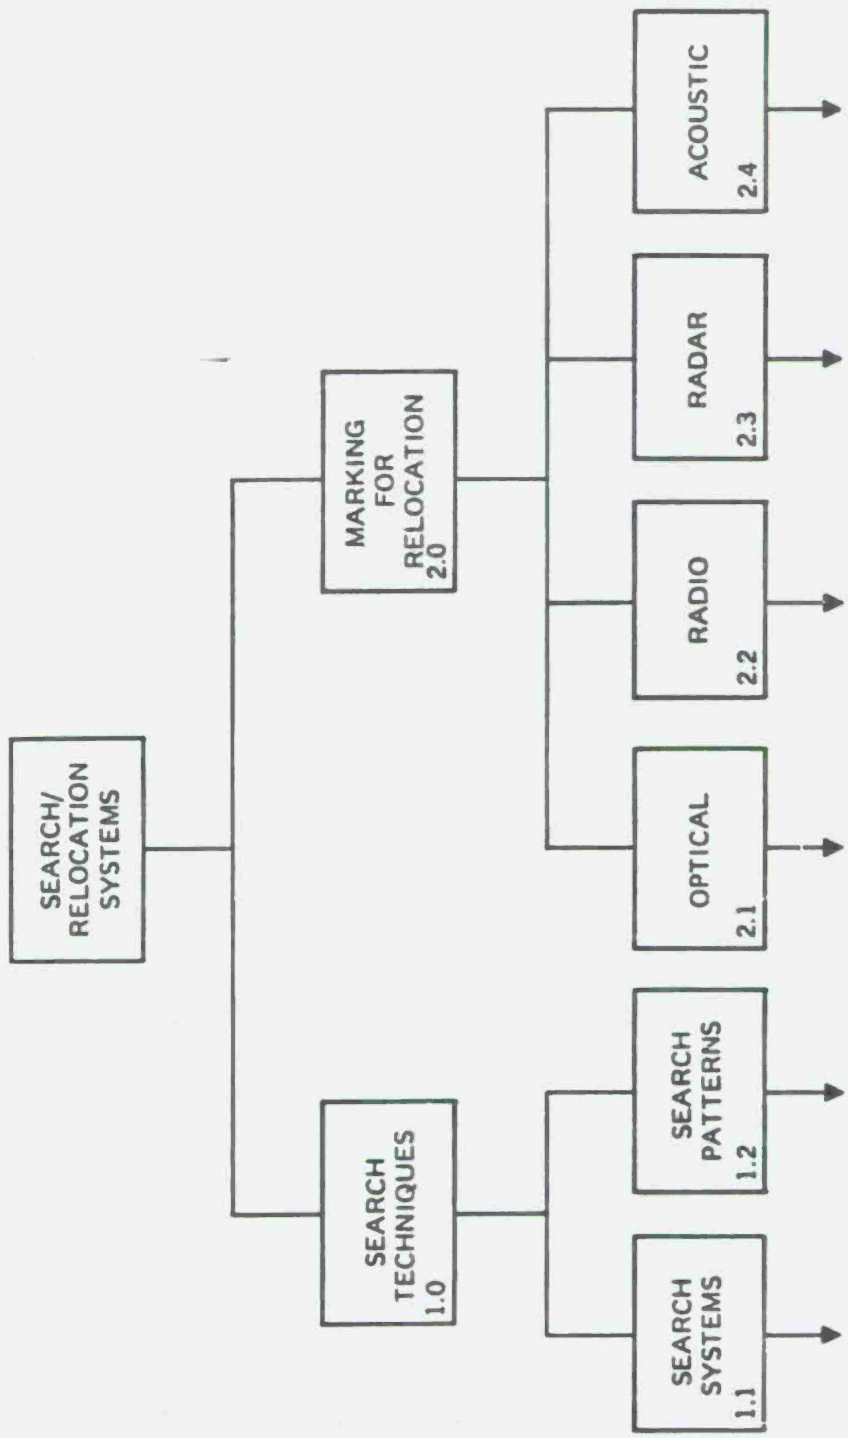 SEARCH/
RELOCATION
SYSTEMS
SEARCH
TECHNIQUES
1.0
MARKING
FOR
RELOCATION
2.0
SEARCH
SYSTEMS
1.1
SEARCH
PATTERNS
1.2
OPTICAL
2.1
RADIO
2.2
RADAR
2.3
ACOUSTIC
2.4